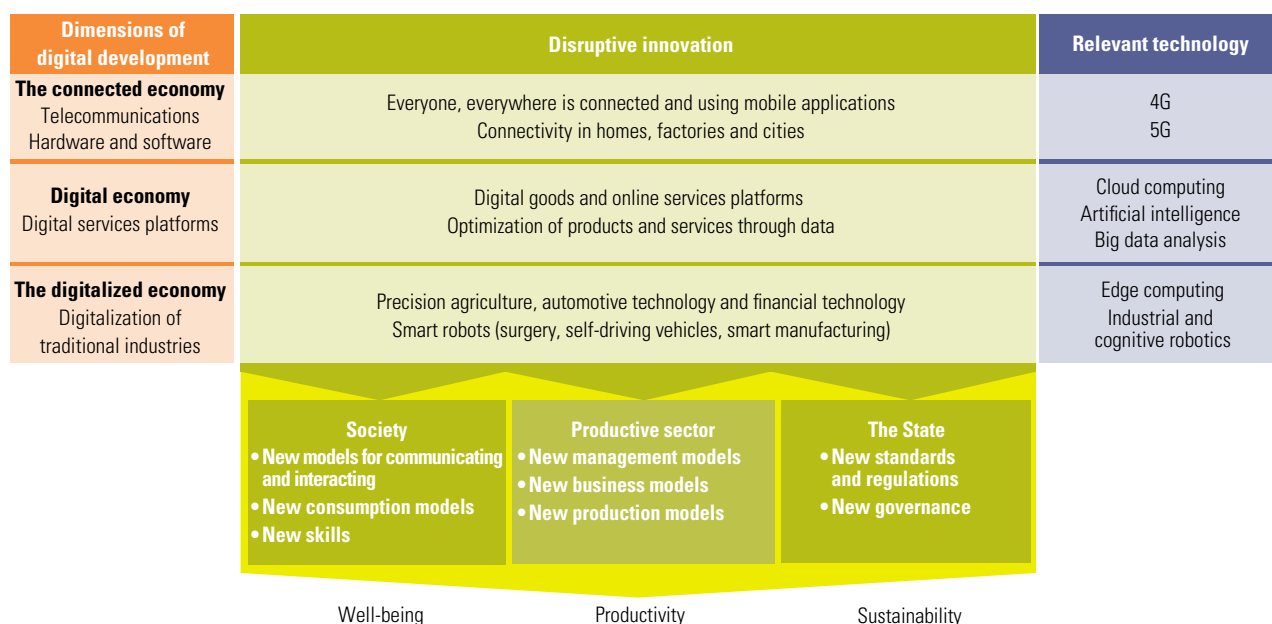 Dimensions of
digital development
Disruptive innovation
Relevant technology
The connected economy
Telecommunications
Hardware and software
Everyone, everywhere is connected and using mobile applications
Connectivity in homes, factories and cities
4G
5G
Digital economy
Digital services platforms
Digital goods and online services platforms
Optimization of products and services through data
Cloud computing
Artificial intelligence
Big data analysis
The digitalized economy
Digitalization of
traditional industries
Precision agriculture, automotive technology and financial technology
Smart robots (surgery, self-driving vehicles, smart manufacturing)
Edge computing
Industrial and
cognitive robotics
Society
• New models for communicating
and interacting
• New consumption models
• New skills
Productive sector
• New management models
• New business models
• New production models
The State
• New standards
and regulations
• New governance
Well-being
Productivity
Sustainability